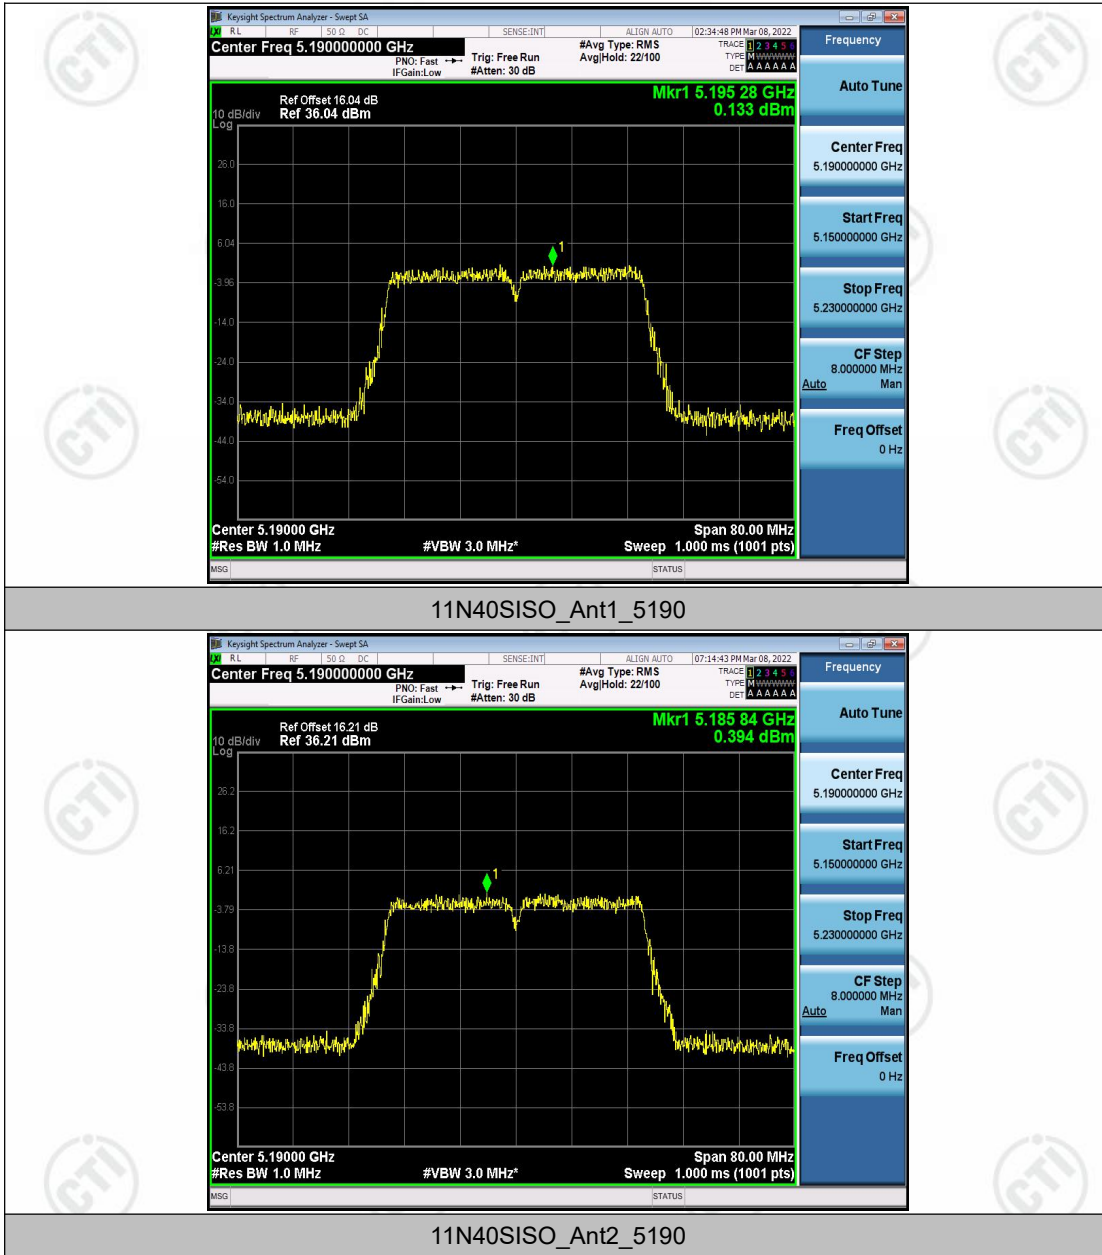 Keysight Spectrum Analyzer - Swept SA
LXI RL RF 50 Ω DC SENSE:INT ALIGN AUTO 02:34:48 PM Mar 08, 2022
Center Freq 5.190000000 GHz
PNO: Fast
IFGain:Low
Trig: Free Run
#Atten: 30 dB
#Avg Type: RMS
Avg|Hold: 22/100
TRACE 1 2 3 4 5 6
TYPE M WWWWW
DET A A A A A A
Ref Offset 16.04 dB
Ref 36.04 dBm
10 dB/div
Log
Mkr1 5.195 28 GHz
0.133 dBm
26.0
16.0
6.04
-3.96
-14.0
-24.0
-34.0
-44.0
-54.0
1
Center 5.19000 GHz
#Res BW 1.0 MHz
#VBW 3.0 MHz*
Span 80.00 MHz
Sweep 1.000 ms (1001 pts)
MSG STATUS
Frequency
Auto Tune
Center Freq
5.190000000 GHz
Start Freq
5.150000000 GHz
Stop Freq
5.230000000 GHz
CF Step
8.000000 MHz
Auto Man
Freq Offset
0 Hz
11N40SISO_Ant1_5190
Keysight Spectrum Analyzer - Swept SA
LXI RL RF 50 Ω DC SENSE:INT ALIGN AUTO 07:14:43 PM Mar 08, 2022
Center Freq 5.190000000 GHz
PNO: Fast
IFGain:Low
Trig: Free Run
#Atten: 30 dB
#Avg Type: RMS
Avg|Hold: 22/100
TRACE 1 2 3 4 5 6
TYPE M WWWWW
DET A A A A A A
Ref Offset 16.21 dB
Ref 36.21 dBm
10 dB/div
Log
Mkr1 5.185 84 GHz
0.394 dBm
26.2
16.2
6.21
-3.79
-13.8
-23.8
-33.8
-43.8
-53.8
1
Center 5.19000 GHz
#Res BW 1.0 MHz
#VBW 3.0 MHz*
Span 80.00 MHz
Sweep 1.000 ms (1001 pts)
MSG STATUS
Frequency
Auto Tune
Center Freq
5.190000000 GHz
Start Freq
5.150000000 GHz
Stop Freq
5.230000000 GHz
CF Step
8.000000 MHz
Auto Man
Freq Offset
0 Hz
11N40SISO_Ant2_5190
CTI
CTI
CTI
CTI
CTI
CTI
CTI
CTI